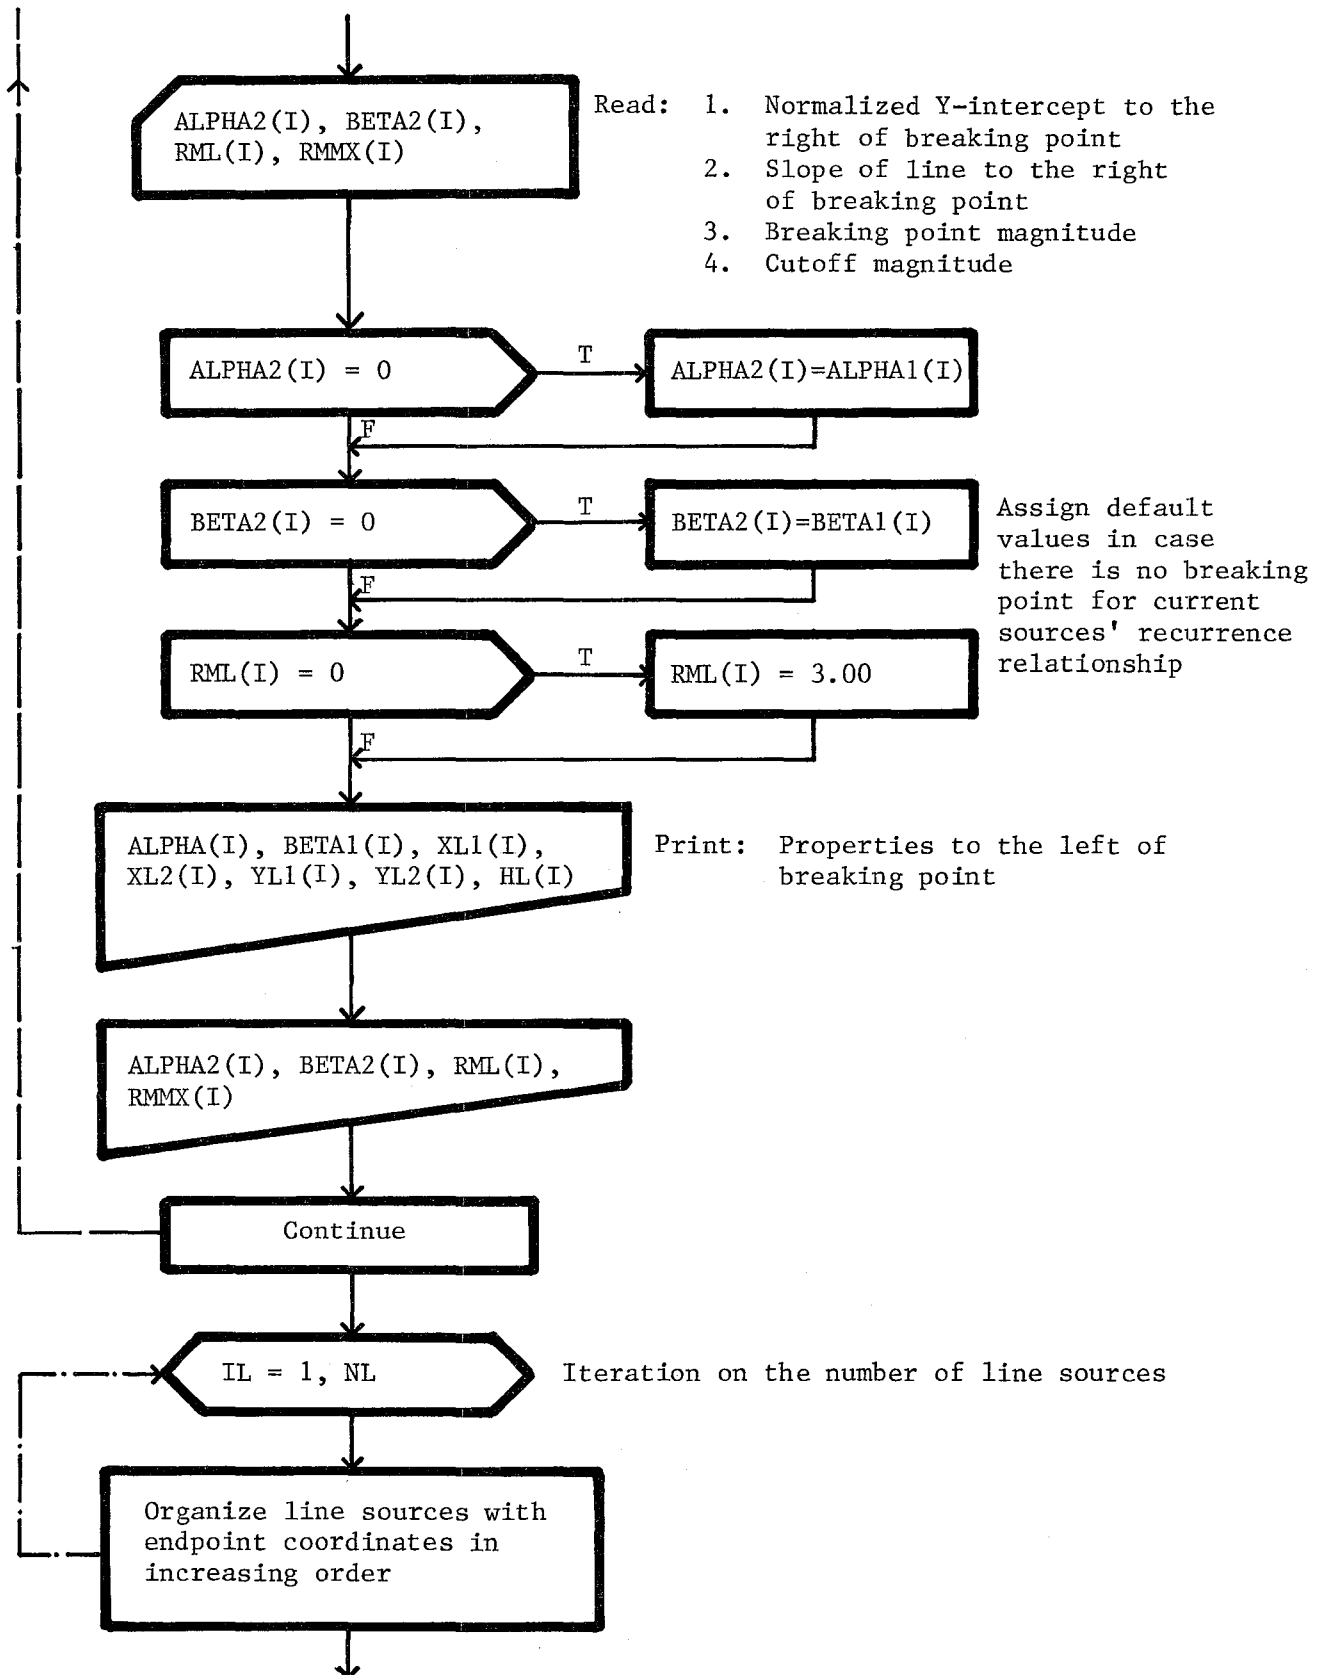 ALPHA2(I), BETA2(I),
RML(I), RMMX(I)
Read: 1. Normalized Y-intercept to the
right of breaking point
2. Slope of line to the right
of breaking point
3. Breaking point magnitude
4. Cutoff magnitude
ALPHA2(I) = 0
T
ALPHA2(I)=ALPHA1(I)
F
BETA2(I) = 0
T
BETA2(I)=BETA1(I)
Assign default
values in case
there is no breaking
point for current
sources' recurrence
relationship
F
RML(I) = 0
T
RML(I) = 3.00
F
ALPHA(I), BETA1(I), XL1(I),
XL2(I), YL1(I), YL2(I), HL(I)
Print: Properties to the left of
breaking point
ALPHA2(I), BETA2(I), RML(I),
RMMX(I)
Continue
IL = 1, NL
Iteration on the number of line sources
Organize line sources with
endpoint coordinates in
increasing order